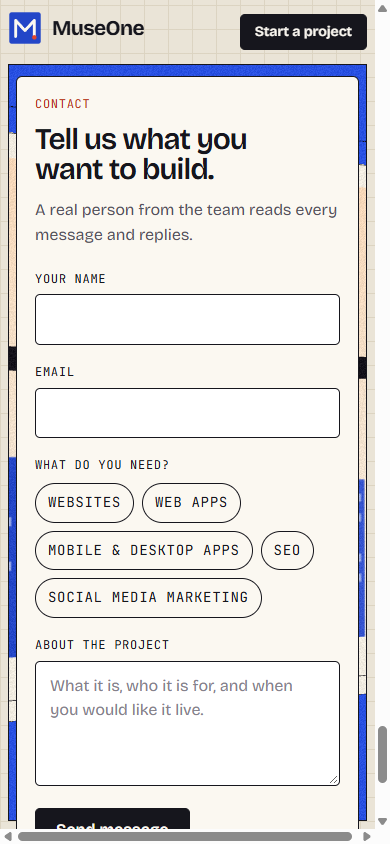 MuseOne
Start a project
CONTACT
Tell us what you
want to build.
A real person from the team reads every
message and replies.
YOUR NAME
EMAIL
WHAT DO YOU NEED?
WEBSITES
WEB APPS
MOBILE & DESKTOP APPS
SEO
SOCIAL MEDIA MARKETING
ABOUT THE PROJECT
What it is, who it is for, and when
you would like it live.
Send message